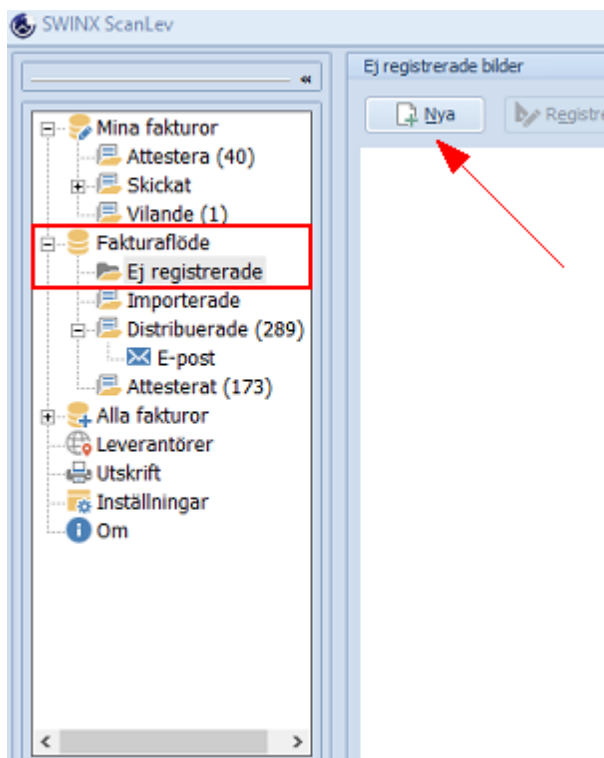 SWINX ScanLev
«
Ej registrerade bilder
Nya
Registre
Mina fakturor
Attestera (40)
Skickat
Vilande (1)
Fakturaflöde
Ej registrerade
Importerade
Distribuerade (289)
E-post
Attesterat (173)
Alla fakturor
Leverantörer
Utskrift
Inställningar
Om